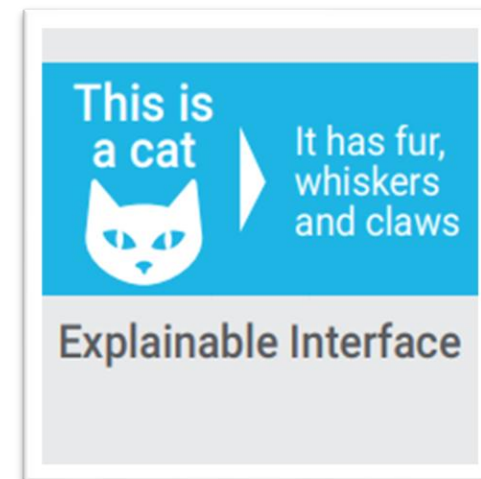 This is
a cat
It has fur,
whiskers
and claws
Explainable Interface